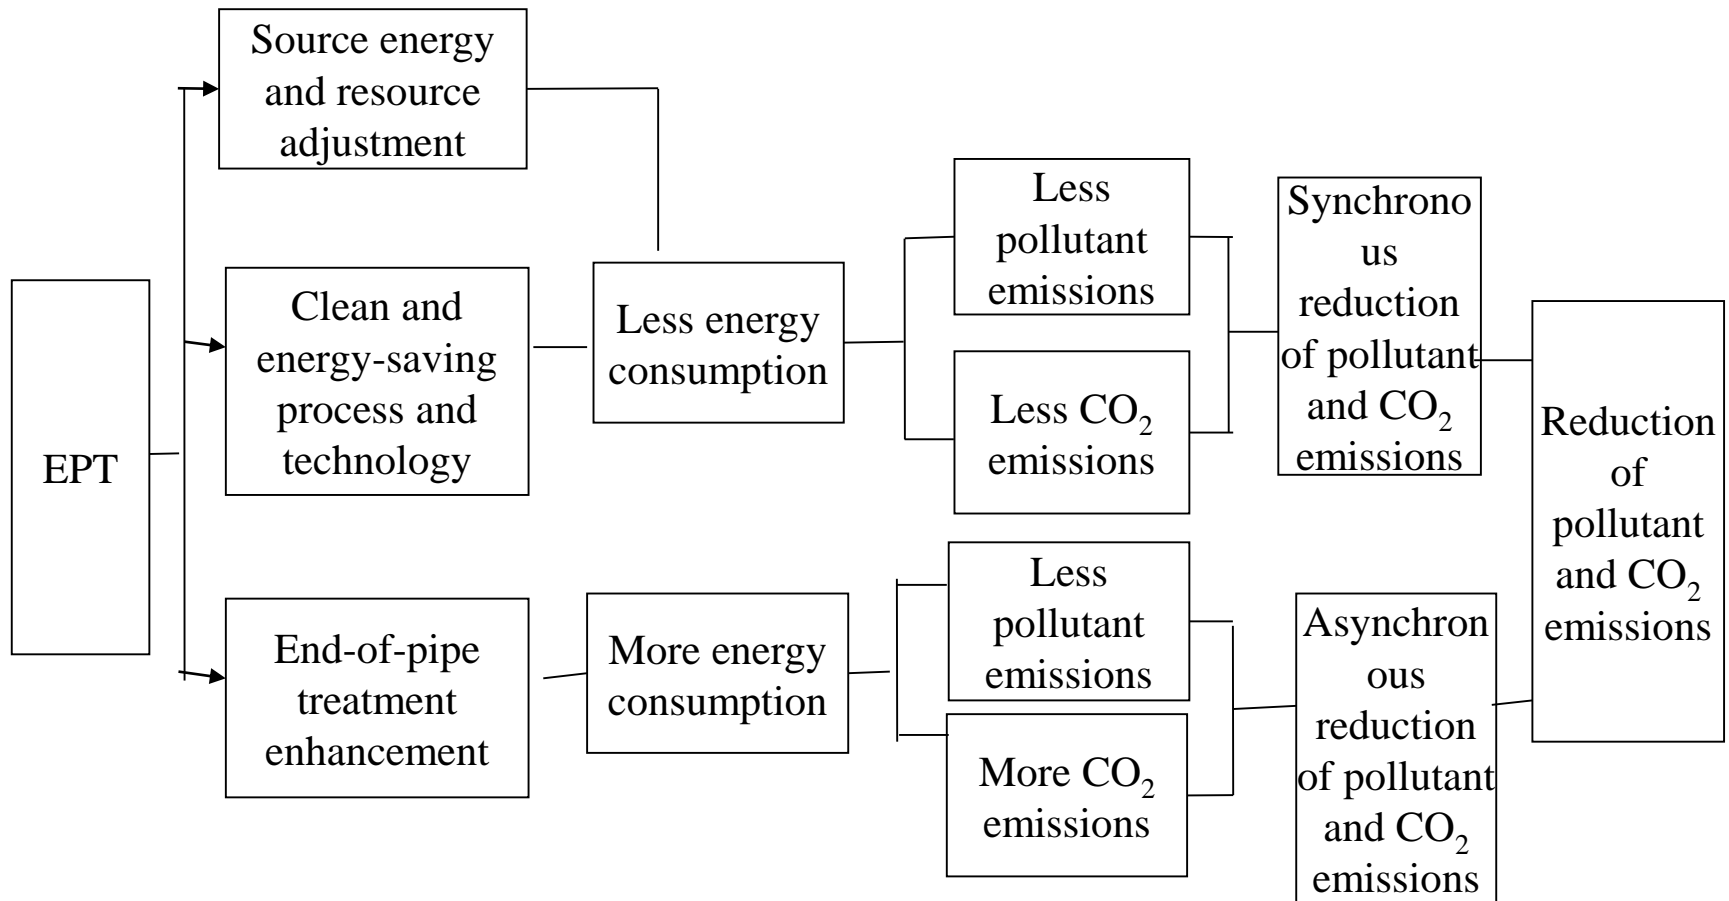 EPT
Source energy
and resource
adjustment
Clean and
energy-saving
process and
technology
End-of-pipe
treatment
enhancement
Less energy
consumption
More energy
consumption
Less
pollutant
emissions
Less CO₂
emissions
Less
pollutant
emissions
More CO₂
emissions
Synchrono
us
reduction
of pollutant
and CO₂
emissions
Asynchron
ous
reduction
of pollutant
and CO₂
emissions
Reduction
of
pollutant
and CO₂
emissions